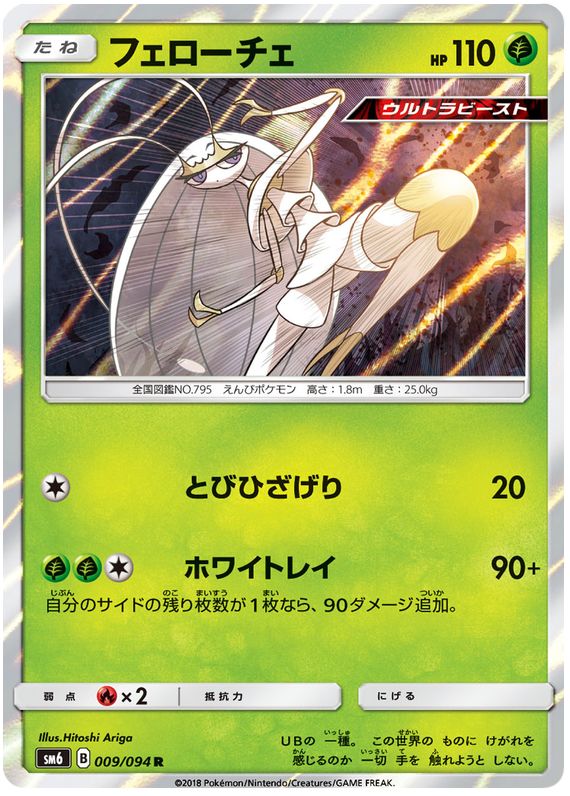 たね フェローチェ HP 110
ウルトラビースト
全国図鑑NO.795 えんびポケモン 高さ：1.8m 重さ：25.0kg
とびひざげり 20
ホワイトレイ 90+
自分のサイドの残り枚数が1枚なら、90ダメージ追加。
弱点 ×2 抵抗力 にげる
Illus.Hitoshi Ariga
SM6 B 009/094 R
UBの 一種。 この世界の ものに けがれを
感じるのか 一切 手を 触れようと しない。
©2018 Pokémon/Nintendo/Creatures/GAME FREAK.